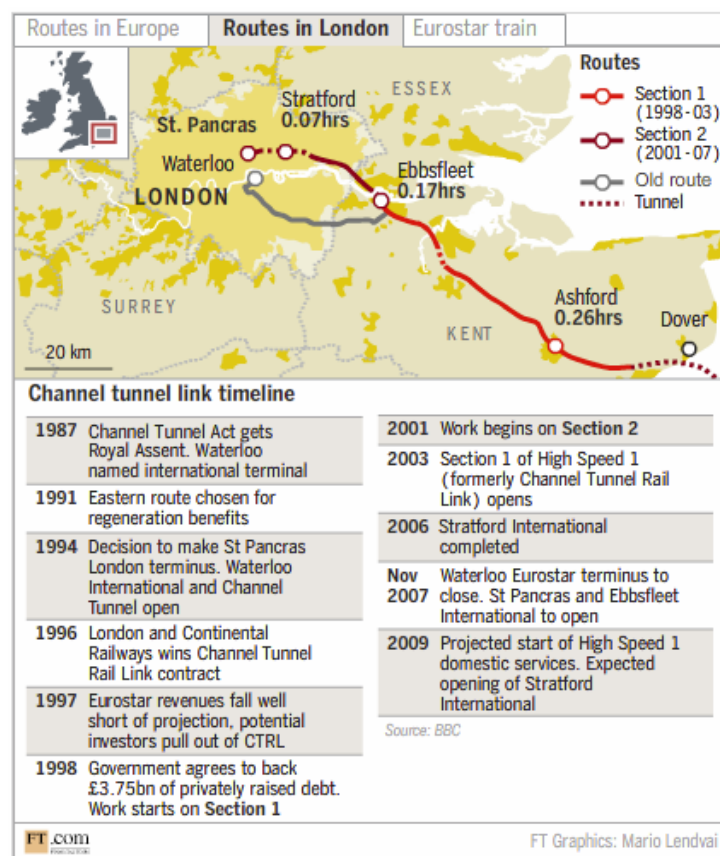 Routes in Europe
Routes in London
Eurostar train
ESSEX
Stratford
0.07hrs
St. Pancras
Waterloo
LONDON
Ebbsfleet
0.17hrs
SURREY
KENT
Ashford
0.26hrs
Dover
20 km
Routes
Section 1
(1998-03)
Section 2
(2001-07)
Old route
Tunnel
Channel tunnel link timeline
1987 Channel Tunnel Act gets
Royal Assent. Waterloo
named international terminal
1991 Eastern route chosen for
regeneration benefits
1994 Decision to make St Pancras
London terminus. Waterloo
International and Channel
Tunnel open
1996 London and Continental
Railways wins Channel Tunnel
Rail Link contract
1997 Eurostar revenues fall well
short of projection, potential
investors pull out of CTRL
1998 Government agrees to back
£3.75bn of privately raised debt.
Work starts on Section 1
2001 Work begins on Section 2
2003 Section 1 of High Speed 1
(formerly Channel Tunnel Rail
Link) opens
2006 Stratford International
completed
Nov Waterloo Eurostar terminus to
2007 close. St Pancras and Ebbsfleet
International to open
2009 Projected start of High Speed 1
domestic services. Expected
opening of Stratford
International
Source: BBC
FT.com
FT Graphics: Mario Lendvai